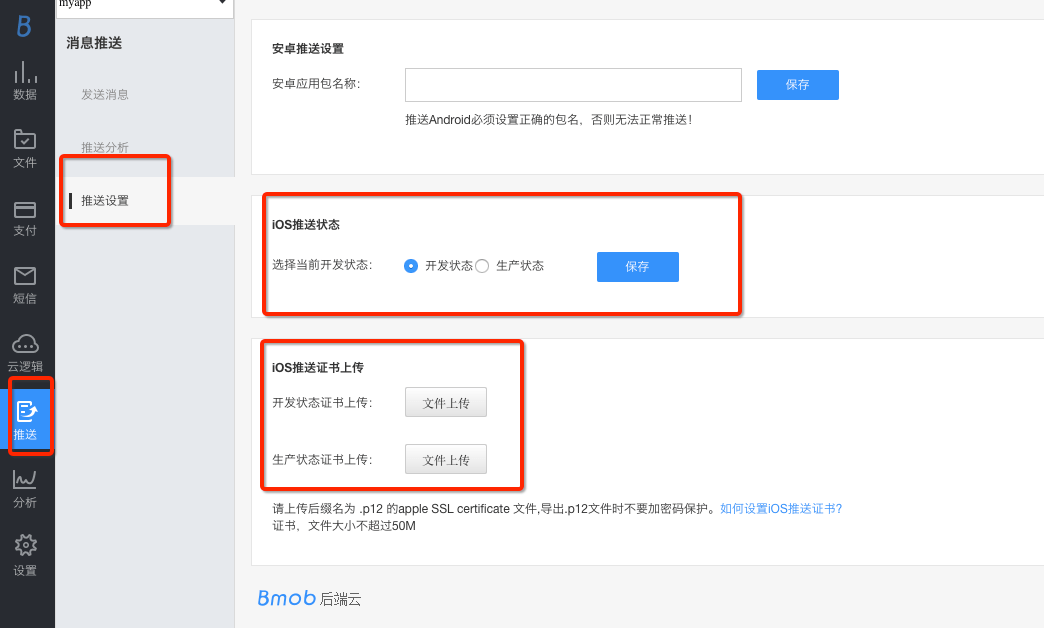 数据
文件
支付
短信
云逻辑
推送
分析
设置
myapp
消息推送
发送消息
推送分析
推送设置
安卓推送设置
安卓应用包名称:
保存
推送Android必须设置正确的包名，否则无法正常推送!
iOS推送状态
选择当前开发状态:
开发状态
生产状态
保存
iOS推送证书上传
开发状态证书上传:
文件上传
生产状态证书上传:
文件上传
请上传后缀名为 .p12 的apple SSL certificate 文件,导出.p12文件时不要加密码保护。如何设置iOS推送证书?
证书，文件大小不超过50M
Bmob 后端云